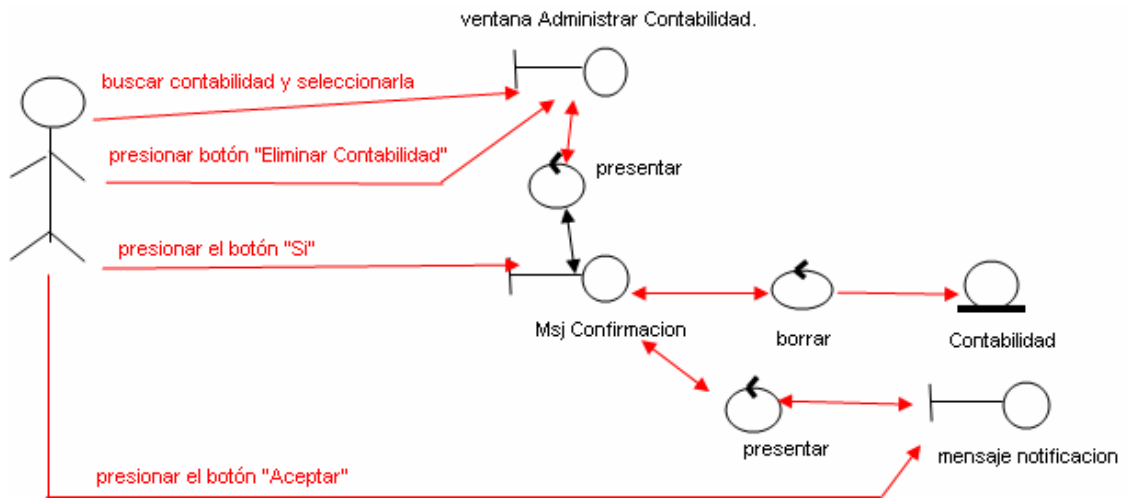 ventana Administrar Contabilidad.
buscar contabilidad y seleccionarla
presionar botón "Eliminar Contabilidad"
presentar
presionar el botón "Si"
Msj Confirmacion
borrar
Contabilidad
presentar
mensaje notificacion
presionar el botón "Aceptar"